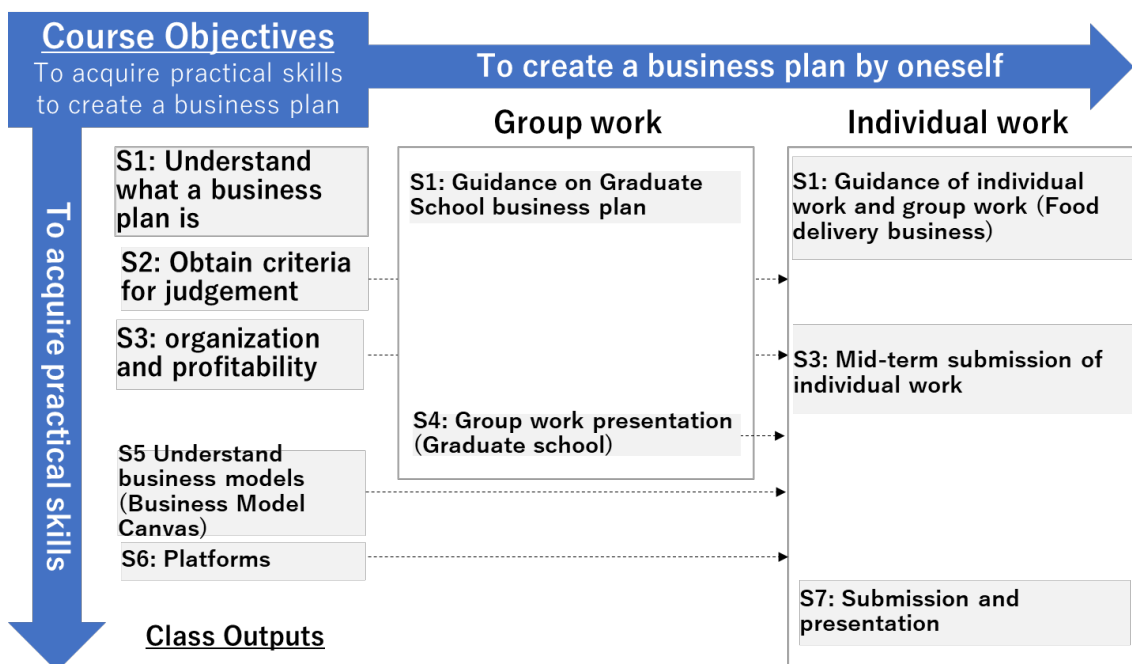 Course Objectives
To acquire practical skills
to create a business plan
To create a business plan by oneself
To acquire practical skills
Group work
Individual work
S1: Understand
what a business
plan is
S1: Guidance on Graduate
School business plan
S1: Guidance of individual
work and group work (Food
delivery business)
S2: Obtain criteria
for judgement
S3: organization
and profitability
S3: Mid-term submission of
individual work
S4: Group work presentation
(Graduate school)
S5 Understand
business models
(Business Model
Canvas)
S6: Platforms
S7: Submission and
presentation
Class Outputs